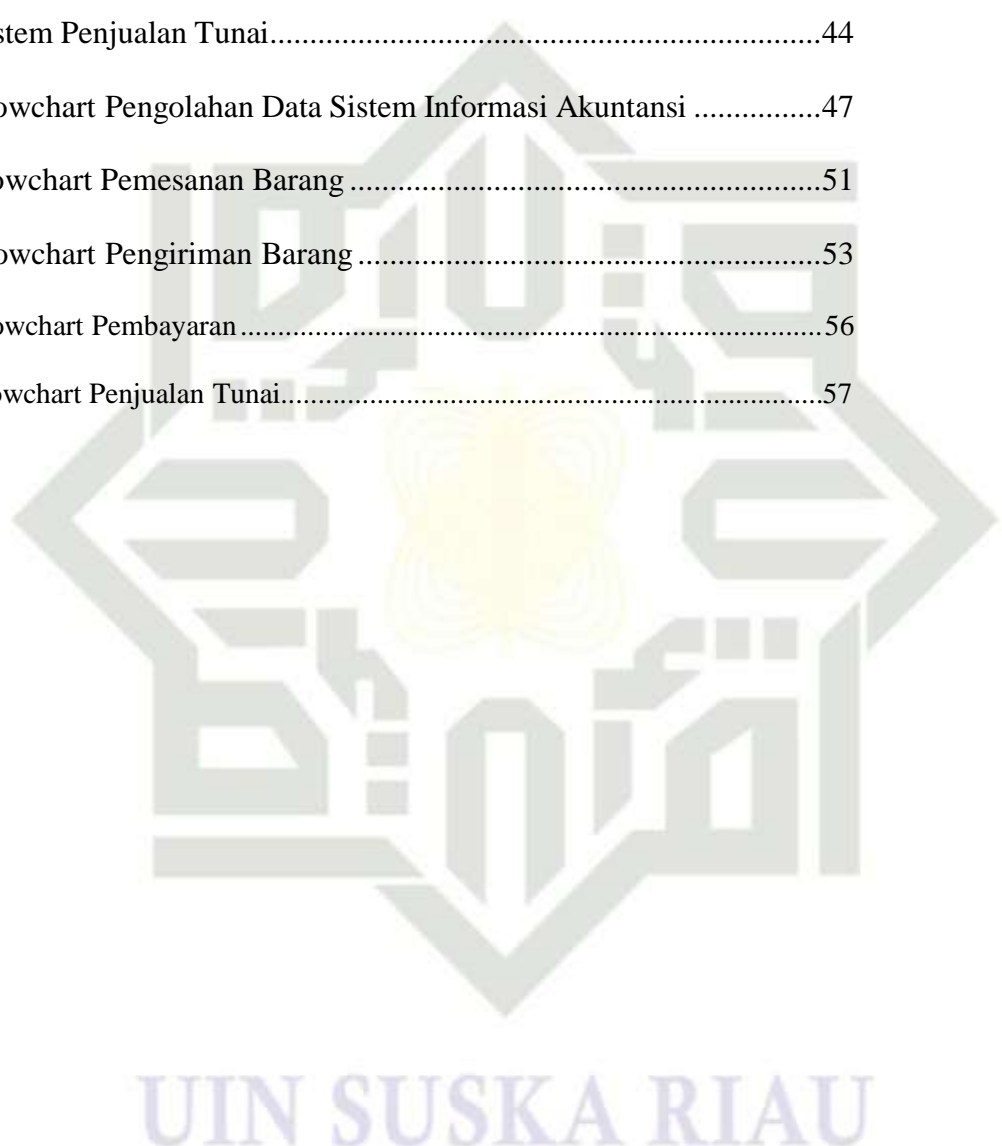 stem Penjualan Tunai..........................................................................44
owchart Pengolahan Data Sistem Informasi Akuntansi ................47
owchart Pemesanan Barang ..............................................................51
owchart Pengiriman Barang .............................................................53
owchart Pembayaran ..............................................................................56
owchart Penjualan Tunai.........................................................................57
UIN SUSKA RIAU